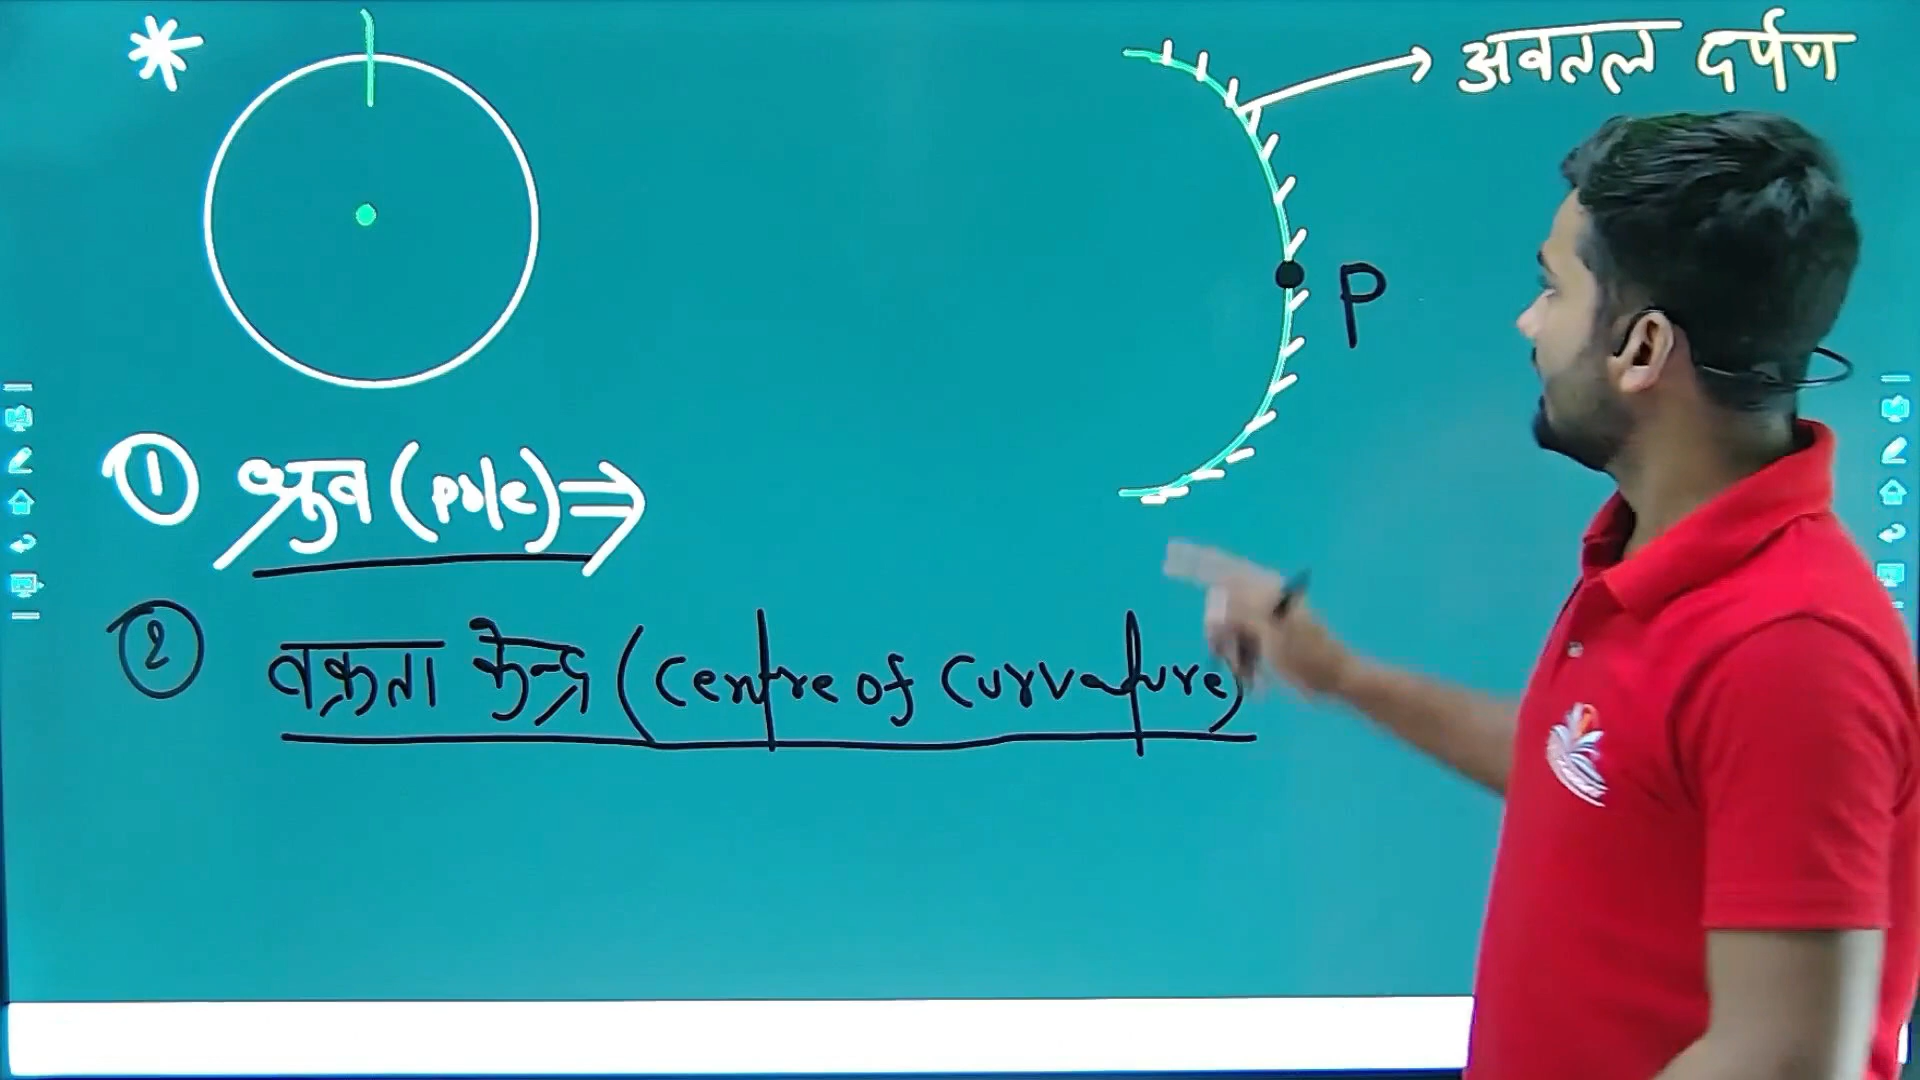 * अवतल दर्पण
P
① ध्रुव (pole) ⇒
② वक्रता केन्द्र (Centre of Curvature)